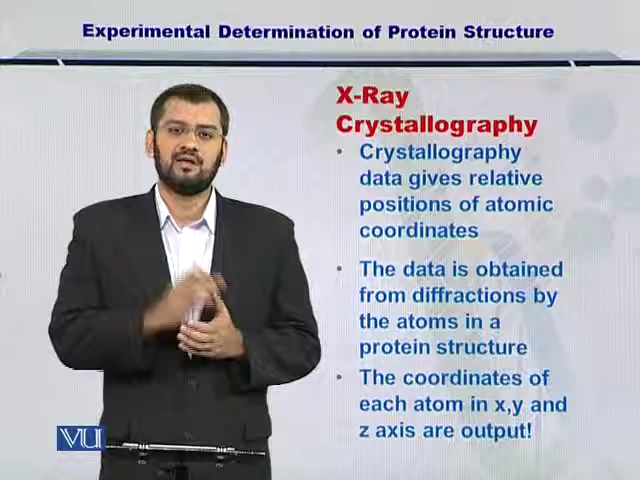 Experimental Determination of Protein Structure
X-Ray
Crystallography
• Crystallography
data gives relative
positions of atomic
coordinates
• The data is obtained
from diffractions by
the atoms in a
protein structure
• The coordinates of
each atom in x,y and
z axis are output!
VU